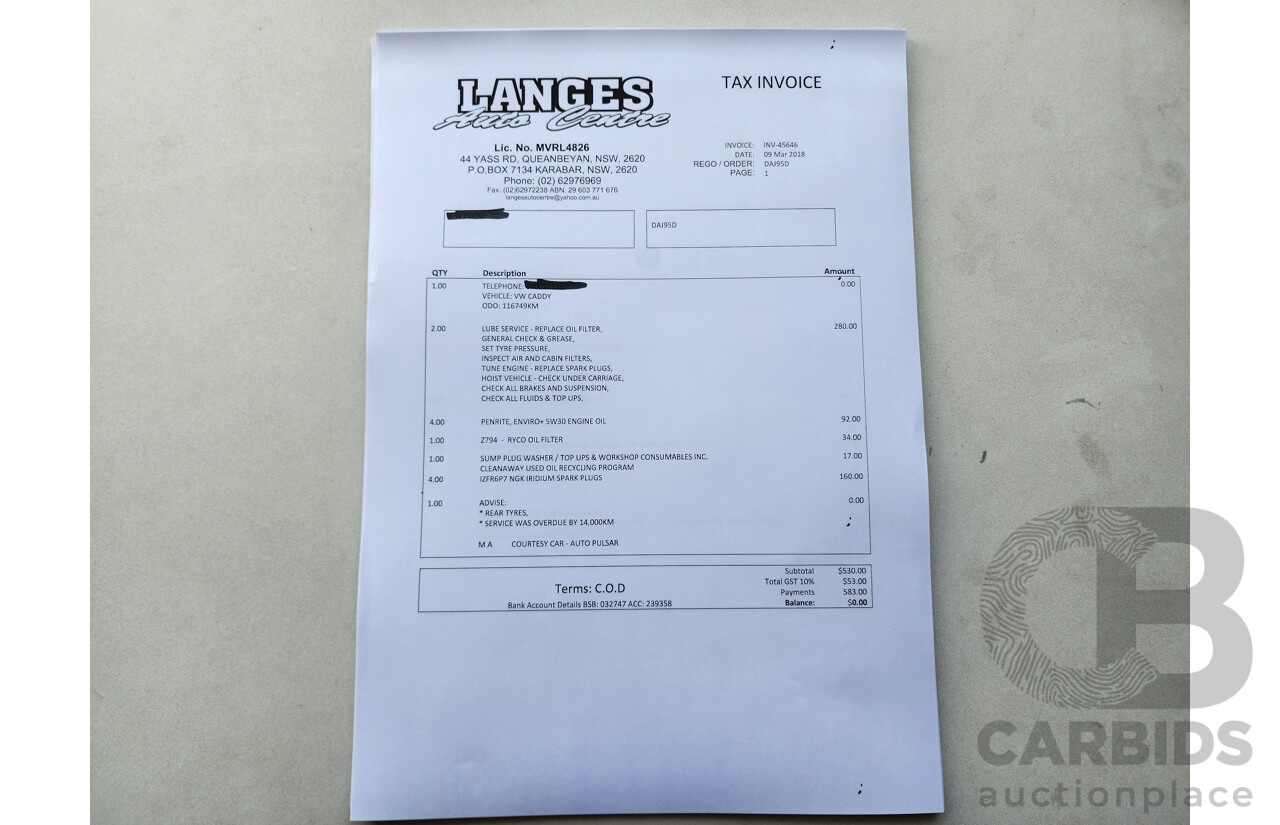 LANGES
Auto Centre
TAX INVOICE
Lic. No. MVRL4826
44 YASS RD, QUEANBEYAN, NSW, 2620
P.O.BOX 7134 KARABAR, NSW, 2620
Phone: (02) 62976969
Fax: (02)62972238 ABN: 29 603 771 676
langesautocentre@yahoo.com.au
INVOICE: INV-45646
DATE: 09 Mar 2018
REGO / ORDER: DAJ95D
PAGE: 1
DAJ95D
QTY Description Amount
1.00 TELEPHONE: 0.00
VEHICLE: VW CADDY
ODO: 116749KM
2.00 LUBE SERVICE - REPLACE OIL FILTER, 280.00
GENERAL CHECK & GREASE,
SET TYRE PRESSURE,
INSPECT AIR AND CABIN FILTERS,
TUNE ENGINE - REPLACE SPARK PLUGS,
HOIST VEHICLE - CHECK UNDER CARRIAGE,
CHECK ALL BRAKES AND SUSPENSION,
CHECK ALL FLUIDS & TOP UPS,
4.00 PENRITE, ENVIRO+ 5W30 ENGINE OIL 92.00
1.00 Z794 - RYCO OIL FILTER 34.00
1.00 SUMP PLUG WASHER / TOP UPS & WORKSHOP CONSUMABLES INC. 17.00
CLEANAWAY USED OIL RECYCLING PROGRAM
4.00 IZFR6P7 NGK IRIDIUM SPARK PLUGS 160.00
1.00 ADVISE: 0.00
* REAR TYRES,
* SERVICE WAS OVERDUE BY 14,000KM
M A COURTESY CAR - AUTO PULSAR
Terms: C.O.D
Bank Account Details BSB: 032747 ACC: 239358
Subtotal $530.00
Total GST 10% $53.00
Payments 583.00
Balance: $0.00
CB
CARBIDS
auctionplace